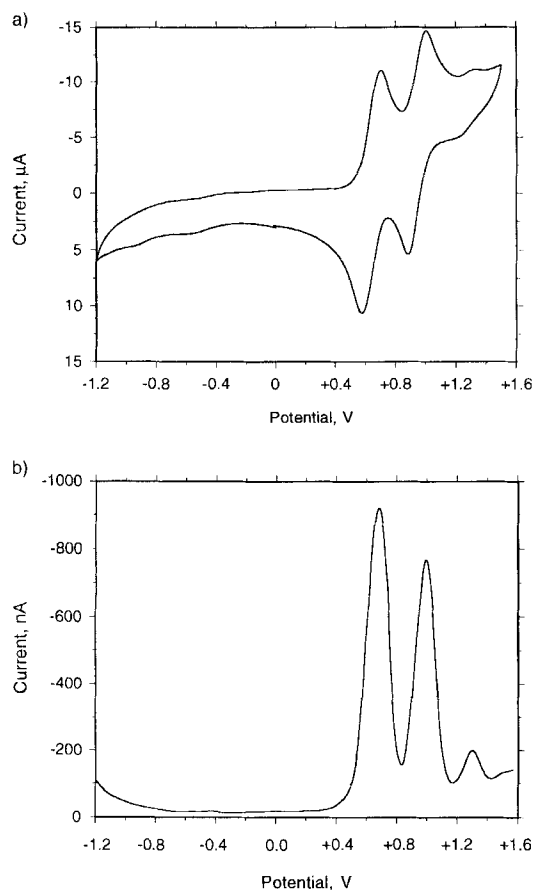 a)
-15
-10
-5
0
5
10
15
Current, µA
-1.2 -0.8 -0.4 0 +0.4 +0.8 +1.2 +1.6
Potential, V
b)
-1000
-800
-600
-400
-200
0
Current, nA
-1.2 -0.8 -0.4 0.0 +0.4 +0.8 +1.2 +1.6
Potential, V